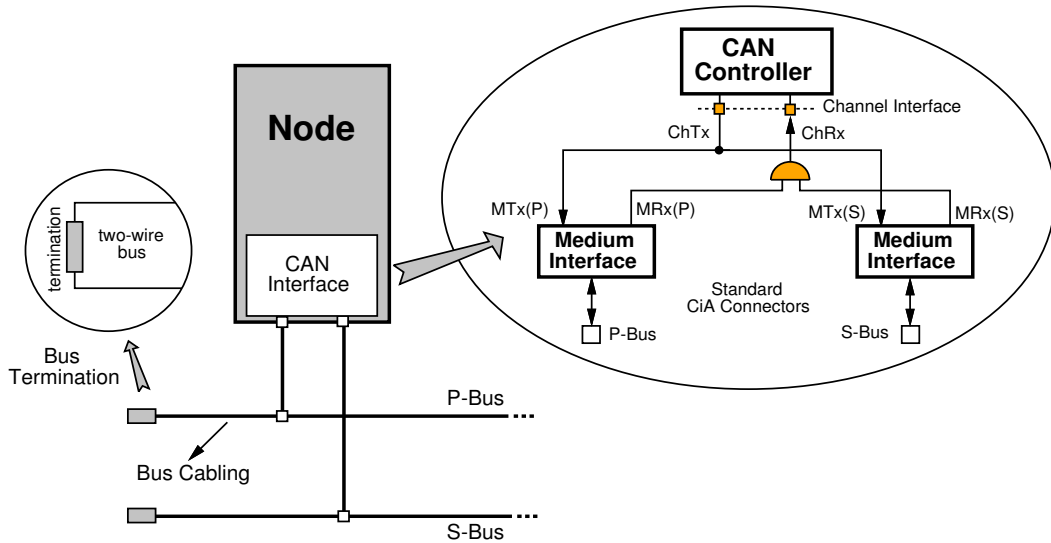 CAN
Controller
Channel Interface
ChTx
ChRx
Node
MTx(P)
MRx(P)
MTx(S)
MRx(S)
termination
two-wire
bus
Medium
Interface
Medium
Interface
CAN
Interface
Standard
CiA Connectors
P-Bus
S-Bus
Bus
Termination
P-Bus
Bus Cabling
S-Bus